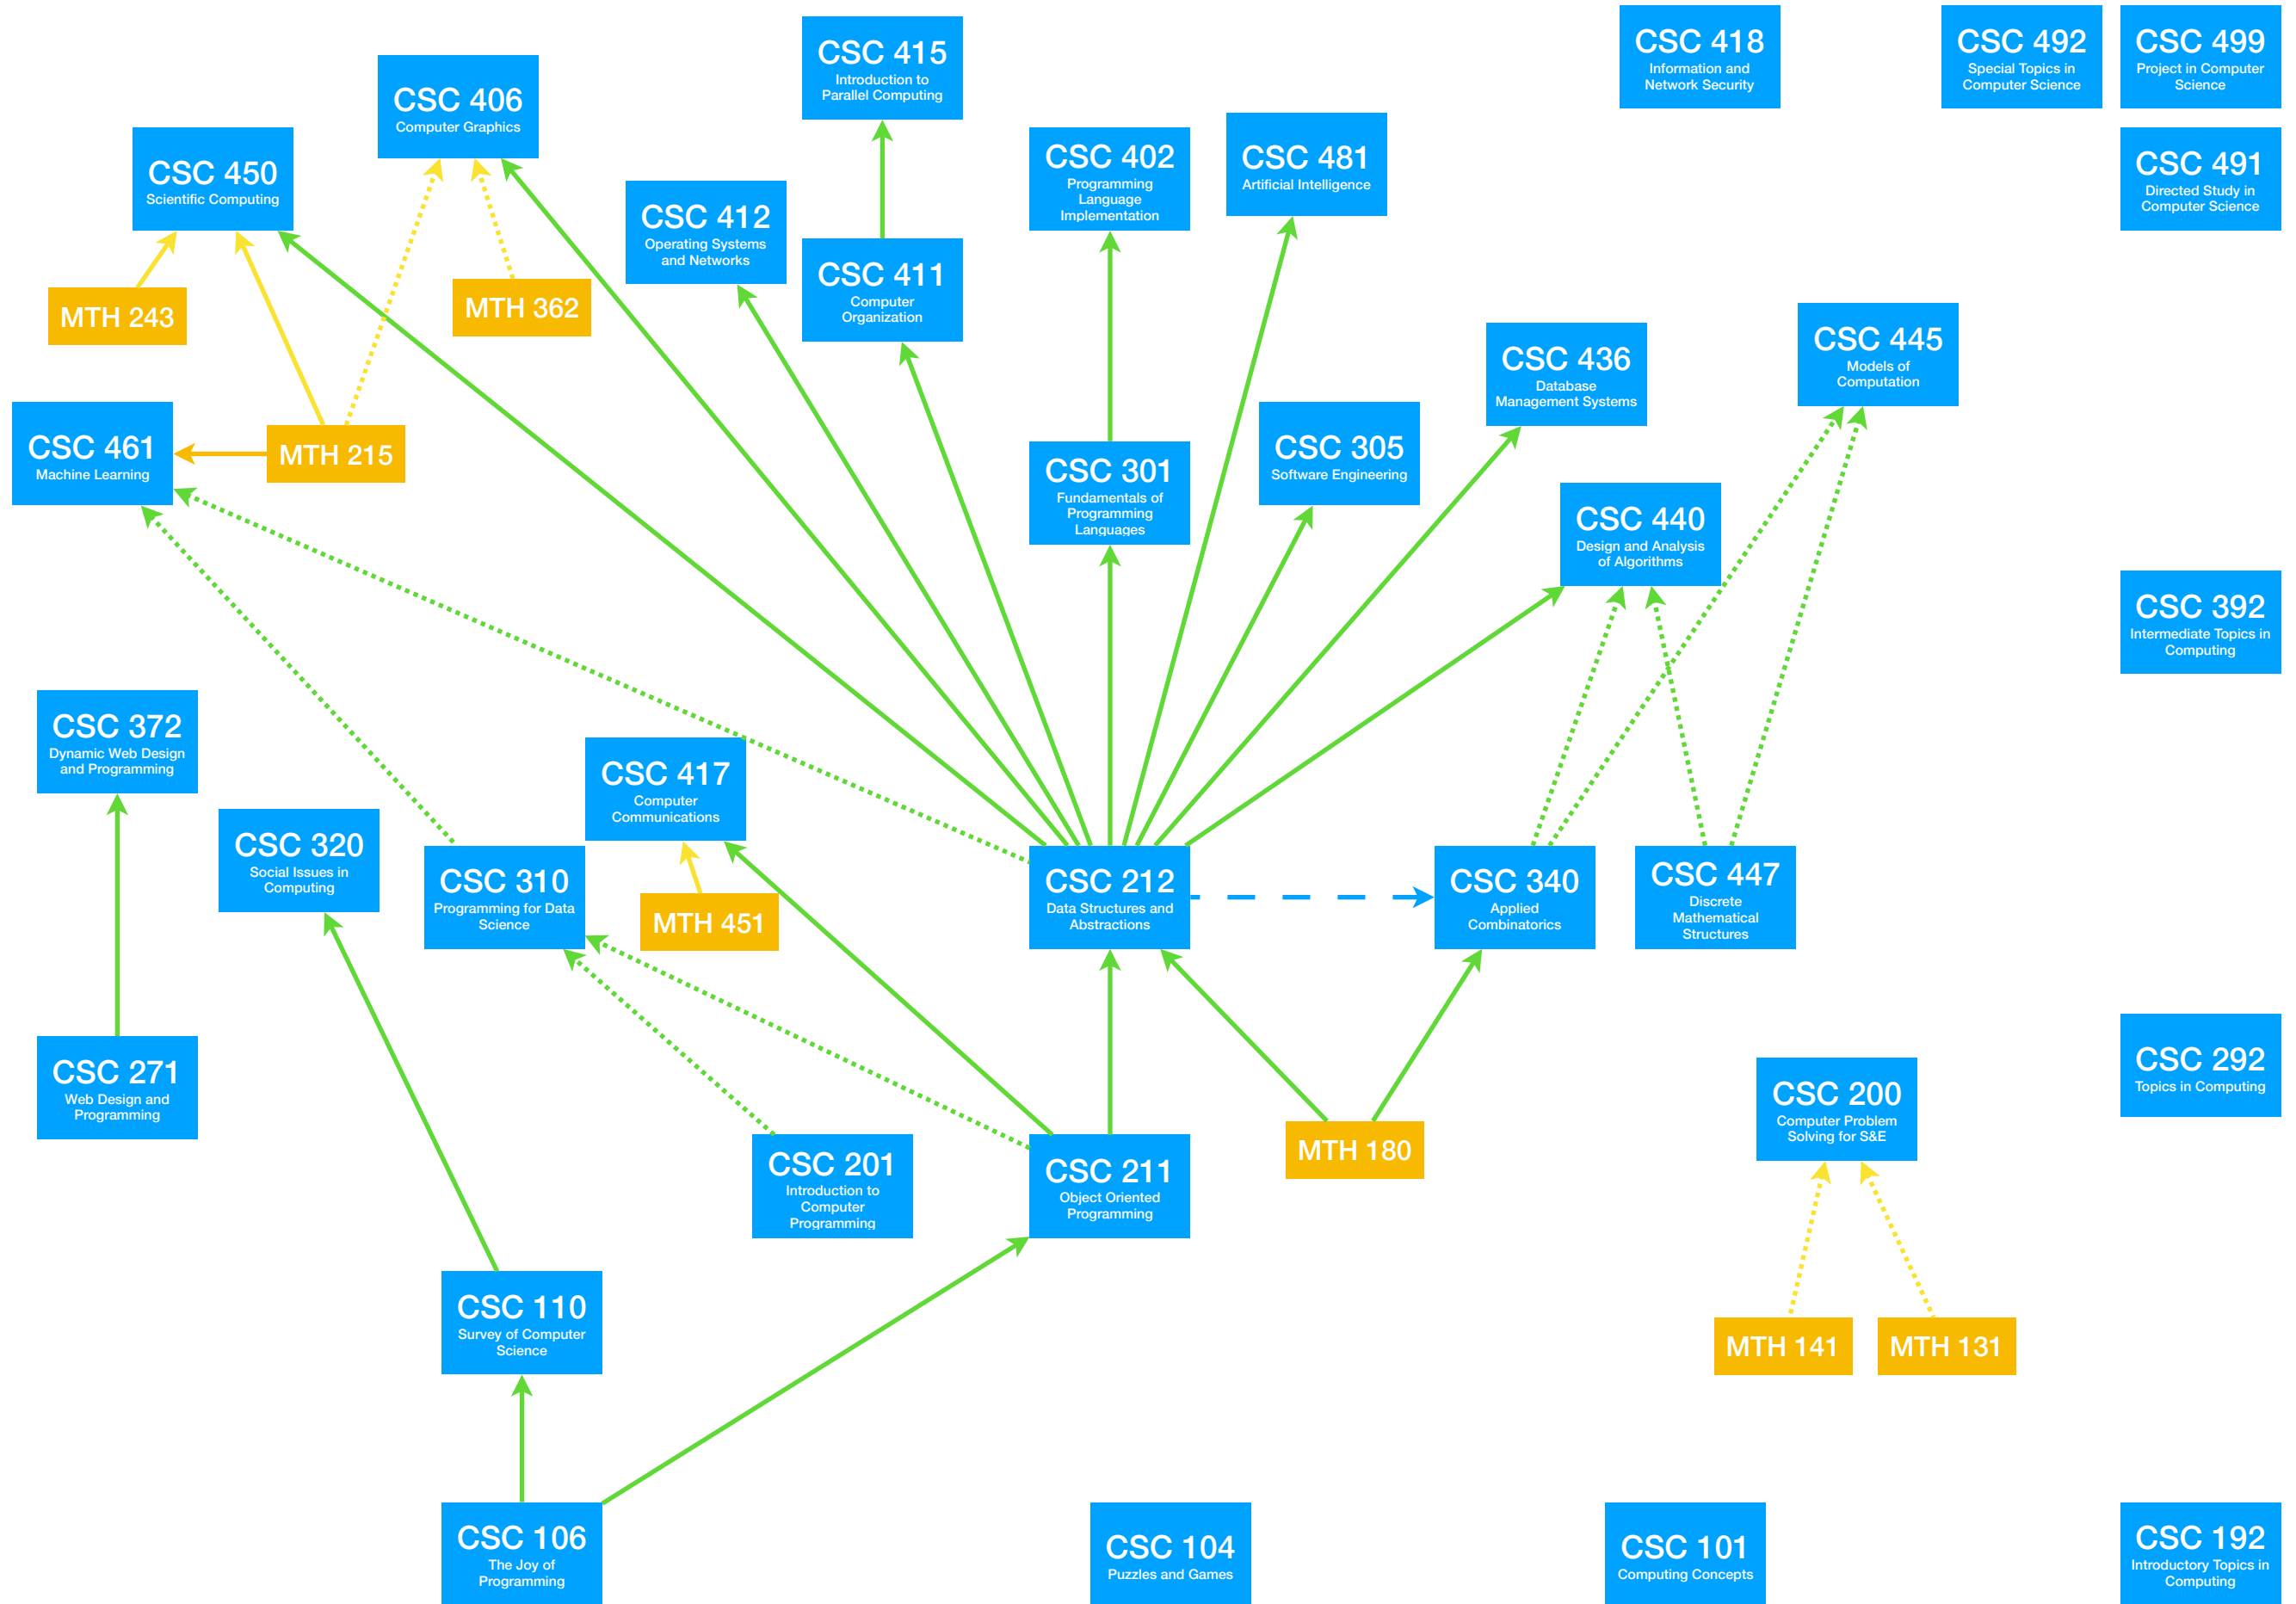 CSC 415
Introduction to
Parallel Computing
CSC 418
Information and
Network Security
CSC 492
Special Topics in
Computer Science
CSC 499
Project in Computer
Science
CSC 406
Computer Graphics
CSC 450
Scientific Computing
CSC 402
Programming
Language
Implementation
CSC 481
Artificial Intelligence
CSC 491
Directed Study in
Computer Science
CSC 412
Operating Systems
and Networks
CSC 411
Computer
Organization
MTH 243
MTH 362
CSC 436
Database
Management Systems
CSC 445
Models of
Computation
CSC 461
Machine Learning
MTH 215
CSC 301
Fundamentals of
Programming
Languages
CSC 305
Software Engineering
CSC 440
Design and Analysis
of Algorithms
CSC 392
Intermediate Topics in
Computing
CSC 372
Dynamic Web Design
and Programming
CSC 417
Computer
Communications
CSC 320
Social Issues in
Computing
CSC 310
Programming for Data
Science
MTH 451
CSC 212
Data Structures and
Abstractions
CSC 340
Applied
Combinatorics
CSC 447
Discrete
Mathematical
Structures
CSC 271
Web Design and
Programming
CSC 292
Topics in Computing
CSC 200
Computer Problem
Solving for S&E
CSC 201
Introduction to
Computer
Programming
CSC 211
Object Oriented
Programming
MTH 180
CSC 110
Survey of Computer
Science
MTH 141
MTH 131
CSC 106
The Joy of
Programming
CSC 104
Puzzles and Games
CSC 101
Computing Concepts
CSC 192
Introductory Topics in
Computing